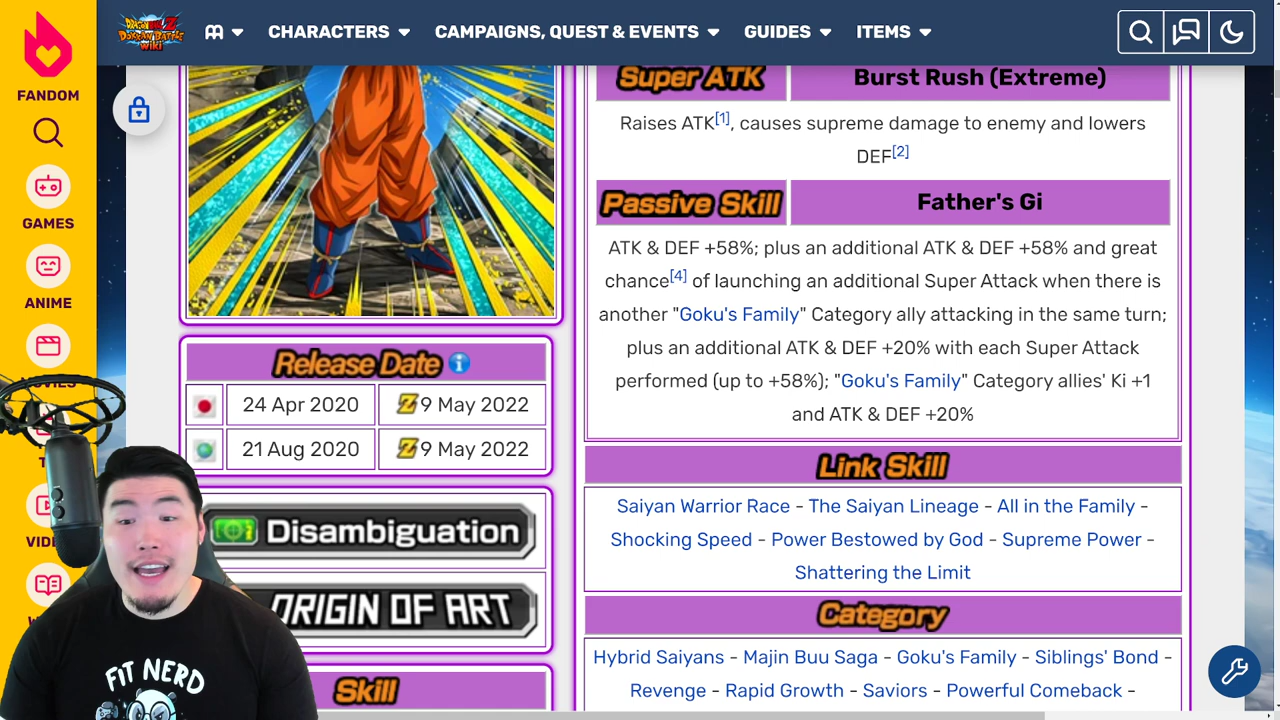 DRAGON BALL Z
DOKKAN BATTLE
WIKI
CHARACTERS
CAMPAIGNS, QUEST & EVENTS
GUIDES
ITEMS
FANDOM
GAMES
ANIME
MOVIES
VIDE
Super ATK
Burst Rush (Extreme)
Raises ATK[1], causes supreme damage to enemy and lowers
DEF[2]
Passive Skill
Father's Gi
ATK & DEF +58%; plus an additional ATK & DEF +58% and great
chance[4] of launching an additional Super Attack when there is
another "Goku's Family" Category ally attacking in the same turn;
plus an additional ATK & DEF +20% with each Super Attack
performed (up to +58%); "Goku's Family" Category allies' Ki +1
and ATK & DEF +20%
Release Date
24 Apr 2020
Z 9 May 2022
21 Aug 2020
Z 9 May 2022
Disambiguation
ORIGIN OF ART
Skill
Link Skill
Saiyan Warrior Race - The Saiyan Lineage - All in the Family -
Shocking Speed - Power Bestowed by God - Supreme Power -
Shattering the Limit
Category
Hybrid Saiyans - Majin Buu Saga - Goku's Family - Siblings' Bond -
Revenge - Rapid Growth - Saviors - Powerful Comeback -
FIT NERD